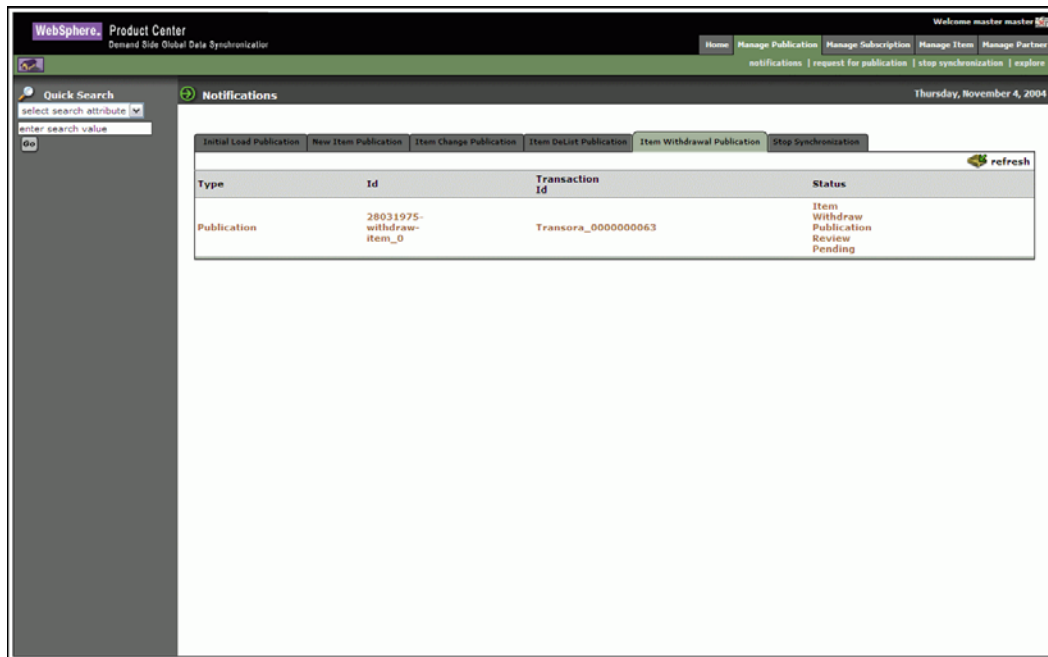 Welcome master master
WebSphere. Product Center
Demand Side Global Data Synchronization
Home Manage Publication Manage Subscription Manage Item Manage Partner
notifications | request for publication | stop synchronization | explore
Quick Search
Notifications
Thursday, November 4, 2004
select search attribute
enter search value
Go
Initial Load Publication New Item Publication Item Change Publication Item DeList Publication Item Withdrawal Publication Stop Synchronization
refresh
Type Id Transaction Id Status
Publication
28031975-
withdraw-
item_0
Transora_0000000063
Item
Withdraw
Publication
Review
Pending